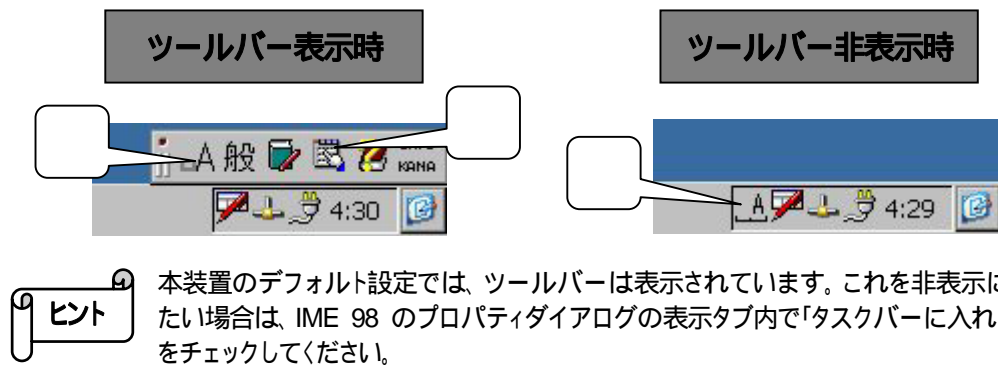 ツールバー表示時
ツールバー非表示時
A 般
KANA
4:30
A
4:29
ヒント
本装置のデフォルト設定では、ツールバーは表示されています。これを非表示に
たい場合は、IME 98 のプロパティダイアログの表示タブ内で「タスクバーに入れ
をチェックしてください。